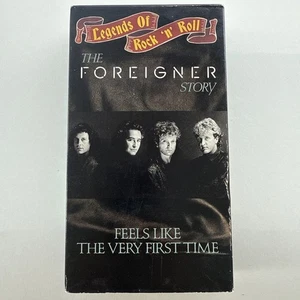 Legends Of
Rock 'n' Roll
THE
FOREIGNER
STORY
FEELS LIKE
THE VERY FIRST TIME